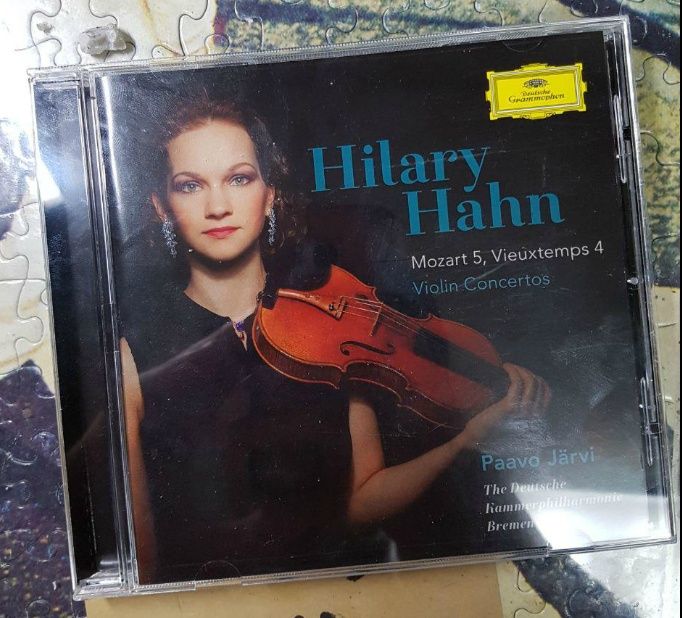 Deutsche
Grammophon
Hilary
Hahn
Mozart 5, Vieuxtemps 4
Violin Concertos
Paavo Järvi
The Deutsche
Kammerphilharmonie
Bremen